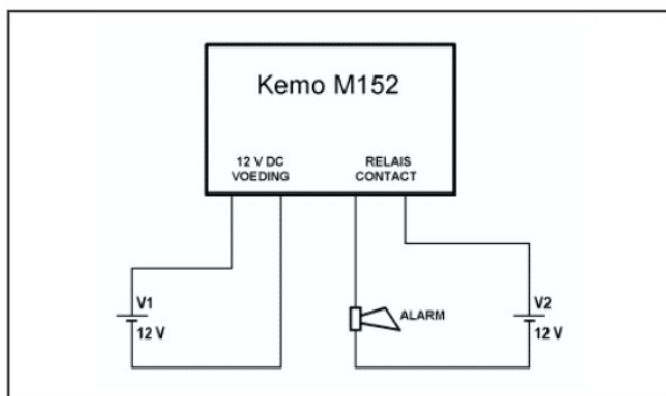 Kemo M152
12 V DC
VOEDING
RELAIS
CONTACT
V1
12 V
ALARM
V2
12 V